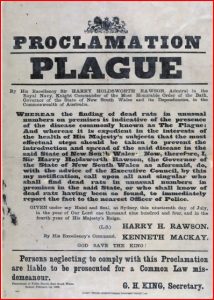 PROCLAMATION
PLAGUE
By His Excellency SIR HARRY HOLDSWORTH RAWSON, Admiral in the
Royal Navy, Knight Commander of the Most Honorable Order of the Bath,
Governor of the State of New South Wales and its Dependencies, in the
Commonwealth of Australia.
WHEREAS the finding of dead rats in unusual
numbers on premises is indicative of the presence
of the disease commonly known as The Plague
And whereas it is expedient in the interests of the
health of His Majesty's subjects that the most
effectual steps should be taken to prevent the
introduction and spread of the said disease in the
said State of New South Wales: Now, therefore, I,
Sir Harry Holdsworth Rawson, the Governor of
the State of New South Wales as aforesaid, do,
with the advice of the Executive Council, by this
my notification, call upon all and singular who
shall find dead rats in unusual numbers in
premises in the said State, or who shall know of
dead rats having been so found, to immediately
report the fact to the nearest Officer of Police.
GIVEN under my Hand and Seal, at Sydney this
in the year of Our Lord one thousand nine hundred and four, and in the
fourth year of His Majesty's Reign.
(L.S.) HARRY H. RAWSON.
By His Excellency's Command, KENNETH MACKAY.
GOD SAVE THE KING!
Persons neglecting to comply with this Proclamation
are liable to be prosecuted for a Common Law mis-
demeanour.
G. H. KING, Secretary.